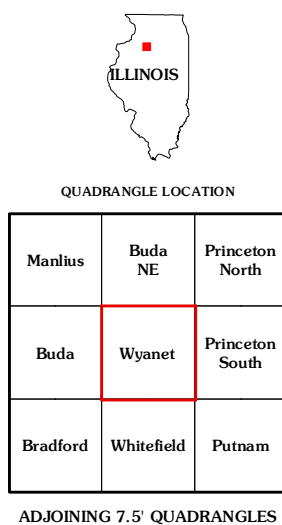 ILLINOIS
QUADRANGLE LOCATION
Manlius
Buda
NE
Princeton
North
Buda
Wyanet
Princeton
South
Bradford
Whitefield
Putnam
ADJOINING 7.5' QUADRANGLES